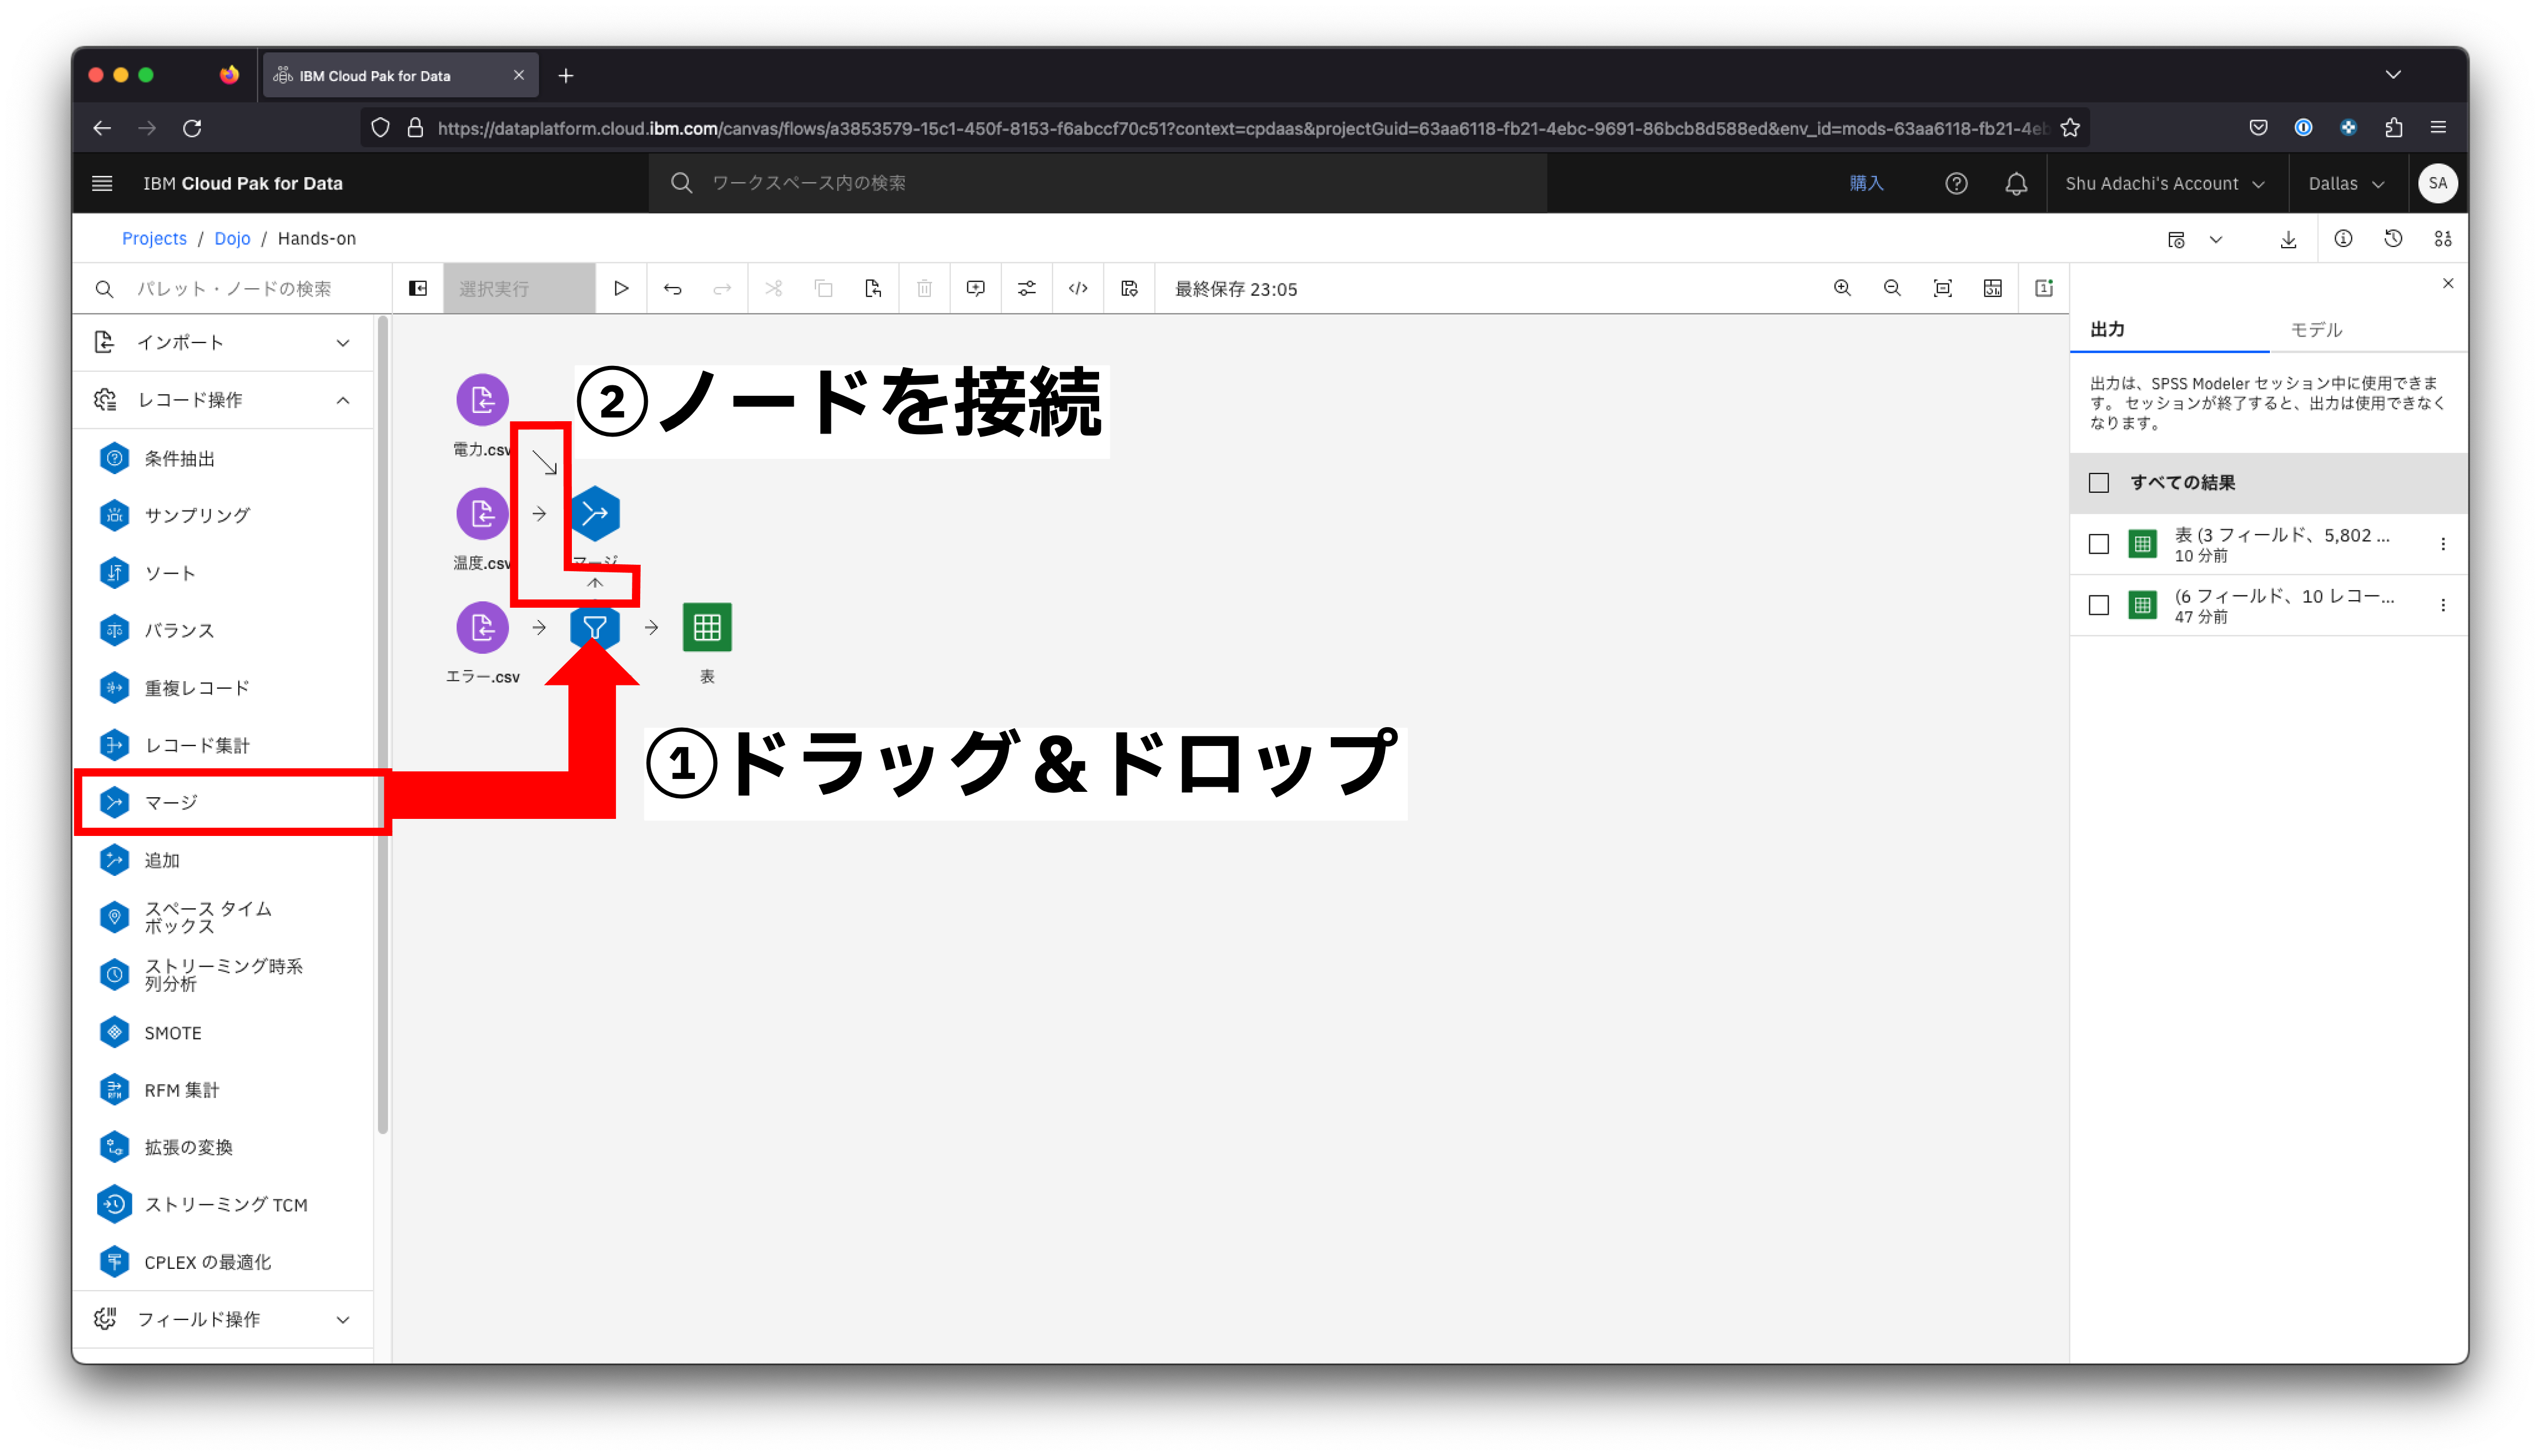 IBM Cloud Pak for Data
https://dataplatform.cloud.ibm.com/canvas/flows/a3853579-15c1-450f-8153-f6abccf70c51?context=cpdaas&projectGuid=63aa6118-fb21-4ebc-9691-86bcb8d588ed&env_id=mods-63aa6118-fb21-4eb
IBM Cloud Pak for Data
ワークスペース内の検索
購入
Shu Adachi's Account
Dallas
SA
Projects / Dojo / Hands-on
パレット・ノードの検索
選択実行
最終保存 23:05
インポート
レコード操作
条件抽出
サンプリング
ソート
バランス
重複レコード
レコード集計
マージ
追加
スペース タイム
ボックス
ストリーミング時系
列分析
SMOTE
RFM 集計
拡張の変換
ストリーミング TCM
CPLEX の最適化
フィールド操作
②ノードを接続
電力.csv
温度.csv
マージ
エラー.csv
表
①ドラッグ＆ドロップ
出力
モデル
出力は、SPSS Modeler セッション中に使用できま
す。 セッションが終了すると、出力は使用できなく
なります。
すべての結果
表 (3 フィールド、5,802 ...
10 分前
(6 フィールド、10 レコー...
47 分前